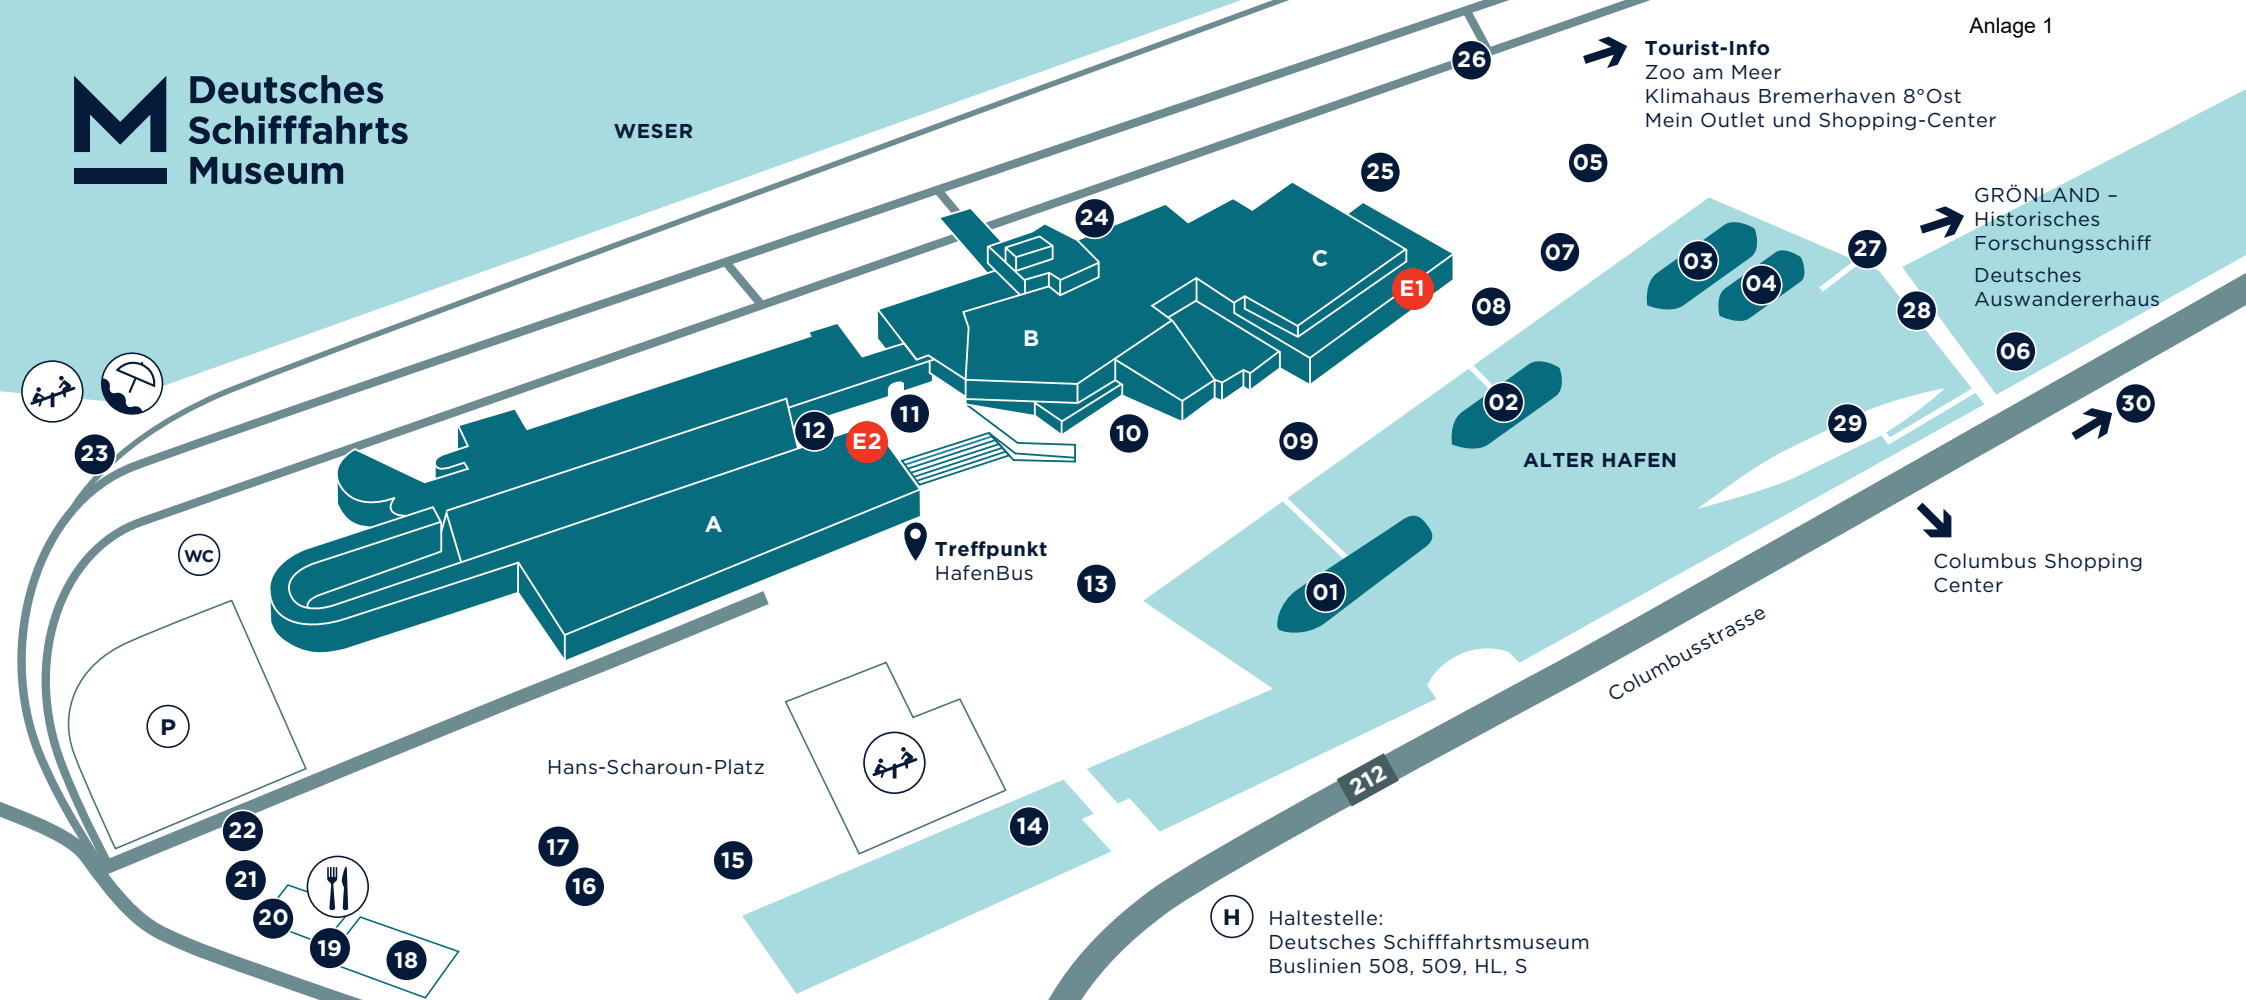 Anlage 1
Deutsches
Schifffahrts
Museum
WESER
26
Tourist-Info
Zoo am Meer
Klimahaus Bremerhaven 8°Ost
Mein Outlet und Shopping-Center
25
05
24
GRÖNLAND –
Historisches
Forschungsschiff
Deutsches
Auswandererhaus
C
07
03
27
04
E1
08
28
B
06
02
30
11
12
E2
10
09
29
23
ALTER HAFEN
A
WC
Treffpunkt
HafenBus
13
01
Columbus Shopping
Center
Columbusstrasse
P
Hans-Scharoun-Platz
212
22
17
15
14
21
16
20
19
18
H
Haltestelle:
Deutsches Schifffahrtsmuseum
Buslinien 508, 509, HL, S